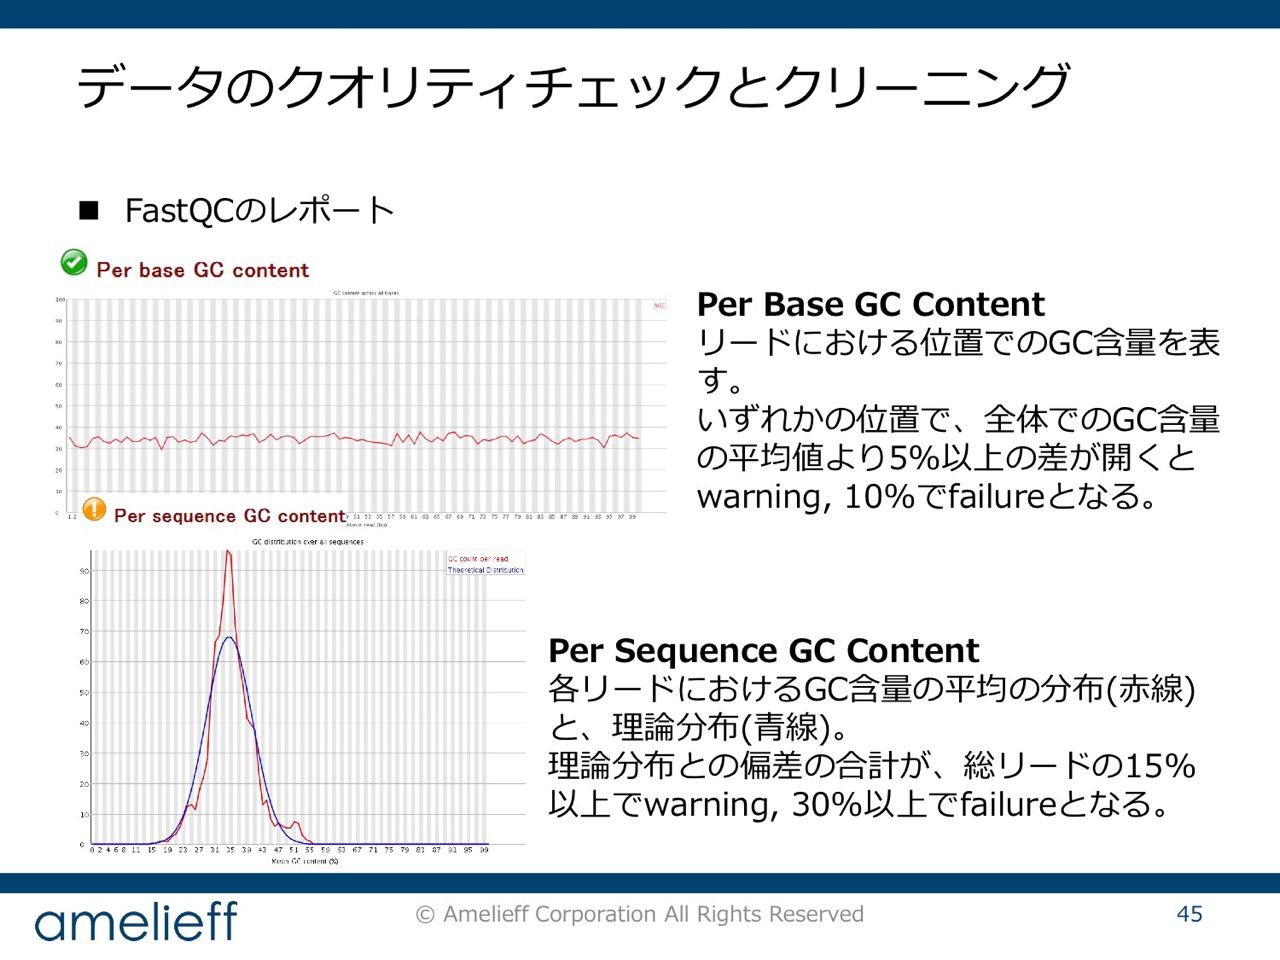 データのクオリティチェックとクリーニング
■ FastQCのレポート
Per base GC content
GC content across all bases
%GC
100
90
80
70
60
50
40
30
20
10
0
1 2
51 53 55 57 59 61 63 65 67 69 71 73 75 77 79 81 83 85 87 89 91 93 95 97 99
Per Base GC Content
リードにおける位置でのGC含量を表
す。
いずれかの位置で、全体でのGC含量
の平均値より5%以上の差が開くと
warning, 10%でfailureとなる。
Per sequence GC content
GC distribution over all sequences
GC count per read
Theoretical Distribution
90
80
70
60
50
40
30
20
10
0
0 2 4 6 8 11 15 19 23 27 31 35 39 43 47 51 55 59 63 67 71 75 79 83 87 91 95 99
Mean GC content (%)
Per Sequence GC Content
各リードにおけるGC含量の平均の分布(赤線)
と、理論分布(青線)。
理論分布との偏差の合計が、総リードの15%
以上でwarning, 30%以上でfailureとなる。
amelieff
© Amelieff Corporation All Rights Reserved
45